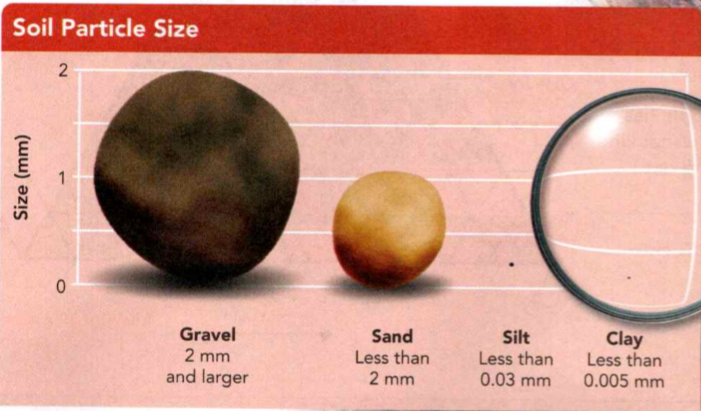 Soil Particle Size
2
Size (mm)
1
0
Gravel
2 mm
and larger
Sand
Less than
2 mm
Silt
Less than
0.03 mm
Clay
Less than
0.005 mm